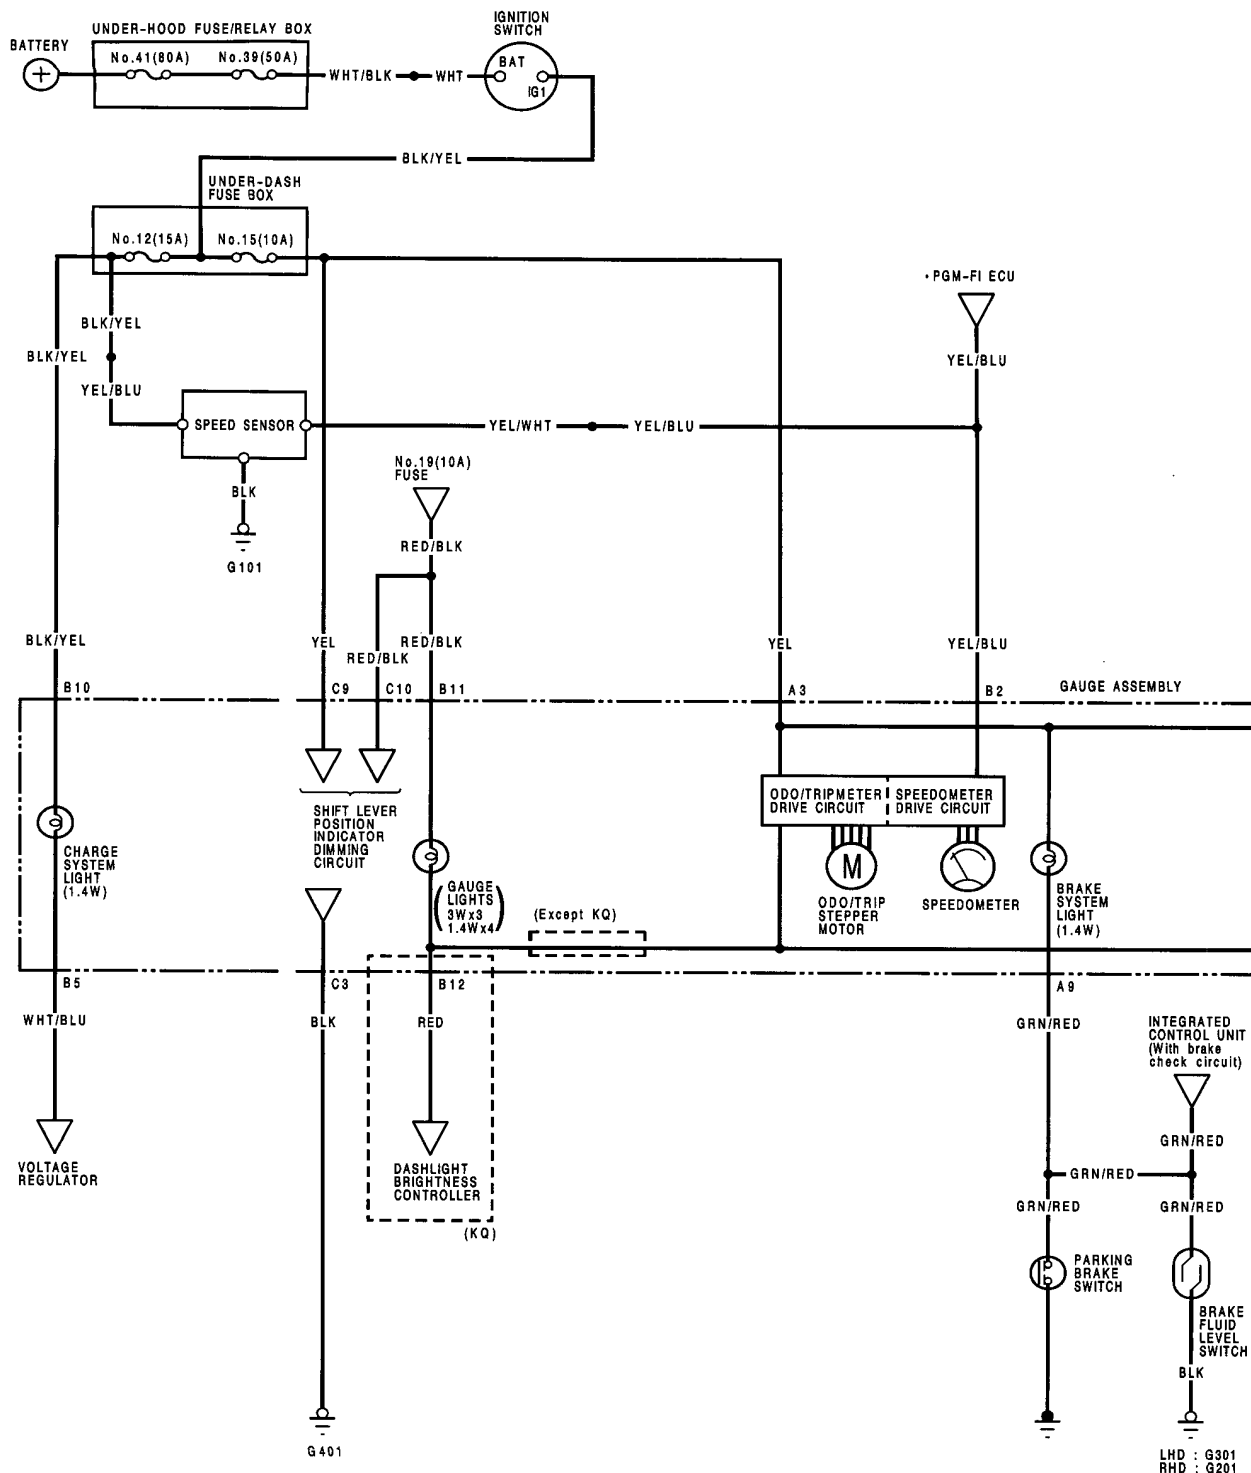 IGNITION
SWITCH
UNDER-HOOD FUSE/RELAY BOX
BATTERY
No.41(80A)
No.39(50A)
WHT/BLK
WHT
BAT
IG1
BLK/YEL
UNDER-DASH
FUSE BOX
No.12(15A)
No.15(10A)
• PGM-FI ECU
BLK/YEL
BLK/YEL
YEL/BLU
YEL/BLU
SPEED SENSOR
YEL/WHT
YEL/BLU
No.19(10A)
FUSE
BLK
RED/BLK
G101
BLK/YEL
YEL
RED/BLK
RED/BLK
YEL
YEL/BLU
B10
C9
C10
B11
A3
B2
GAUGE ASSEMBLY
ODO/TRIPMETER
DRIVE CIRCUIT
SPEEDOMETER
DRIVE CIRCUIT
SHIFT LEVER
POSITION
INDICATOR
DIMMING
CIRCUIT
CHARGE
SYSTEM
LIGHT
(1.4W)
M
GAUGE
LIGHTS
3Wx3
1.4Wx4
(Except KQ)
ODO/TRIP
STEPPER
MOTOR
SPEEDOMETER
BRAKE
SYSTEM
LIGHT
(1.4W)
B5
C3
B12
A9
WHT/BLU
BLK
RED
GRN/RED
INTEGRATED
CONTROL UNIT
(With brake
check circuit)
GRN/RED
VOLTAGE
REGULATOR
DASHLIGHT
BRIGHTNESS
CONTROLLER
(KQ)
GRN/RED
GRN/RED
GRN/RED
PARKING
BRAKE
SWITCH
BRAKE
FLUID
LEVEL
SWITCH
BLK
G401
LHD : G301
RHD : G201